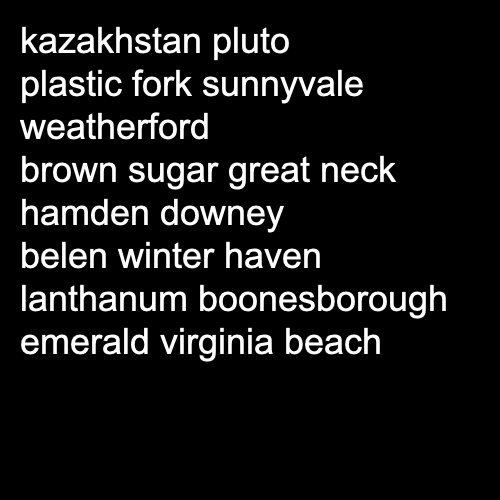 kazakhstan pluto
plastic fork sunnyvale
weatherford
brown sugar great neck
hamden downey
belen winter haven
lanthanum boonesborough
emerald virginia beach